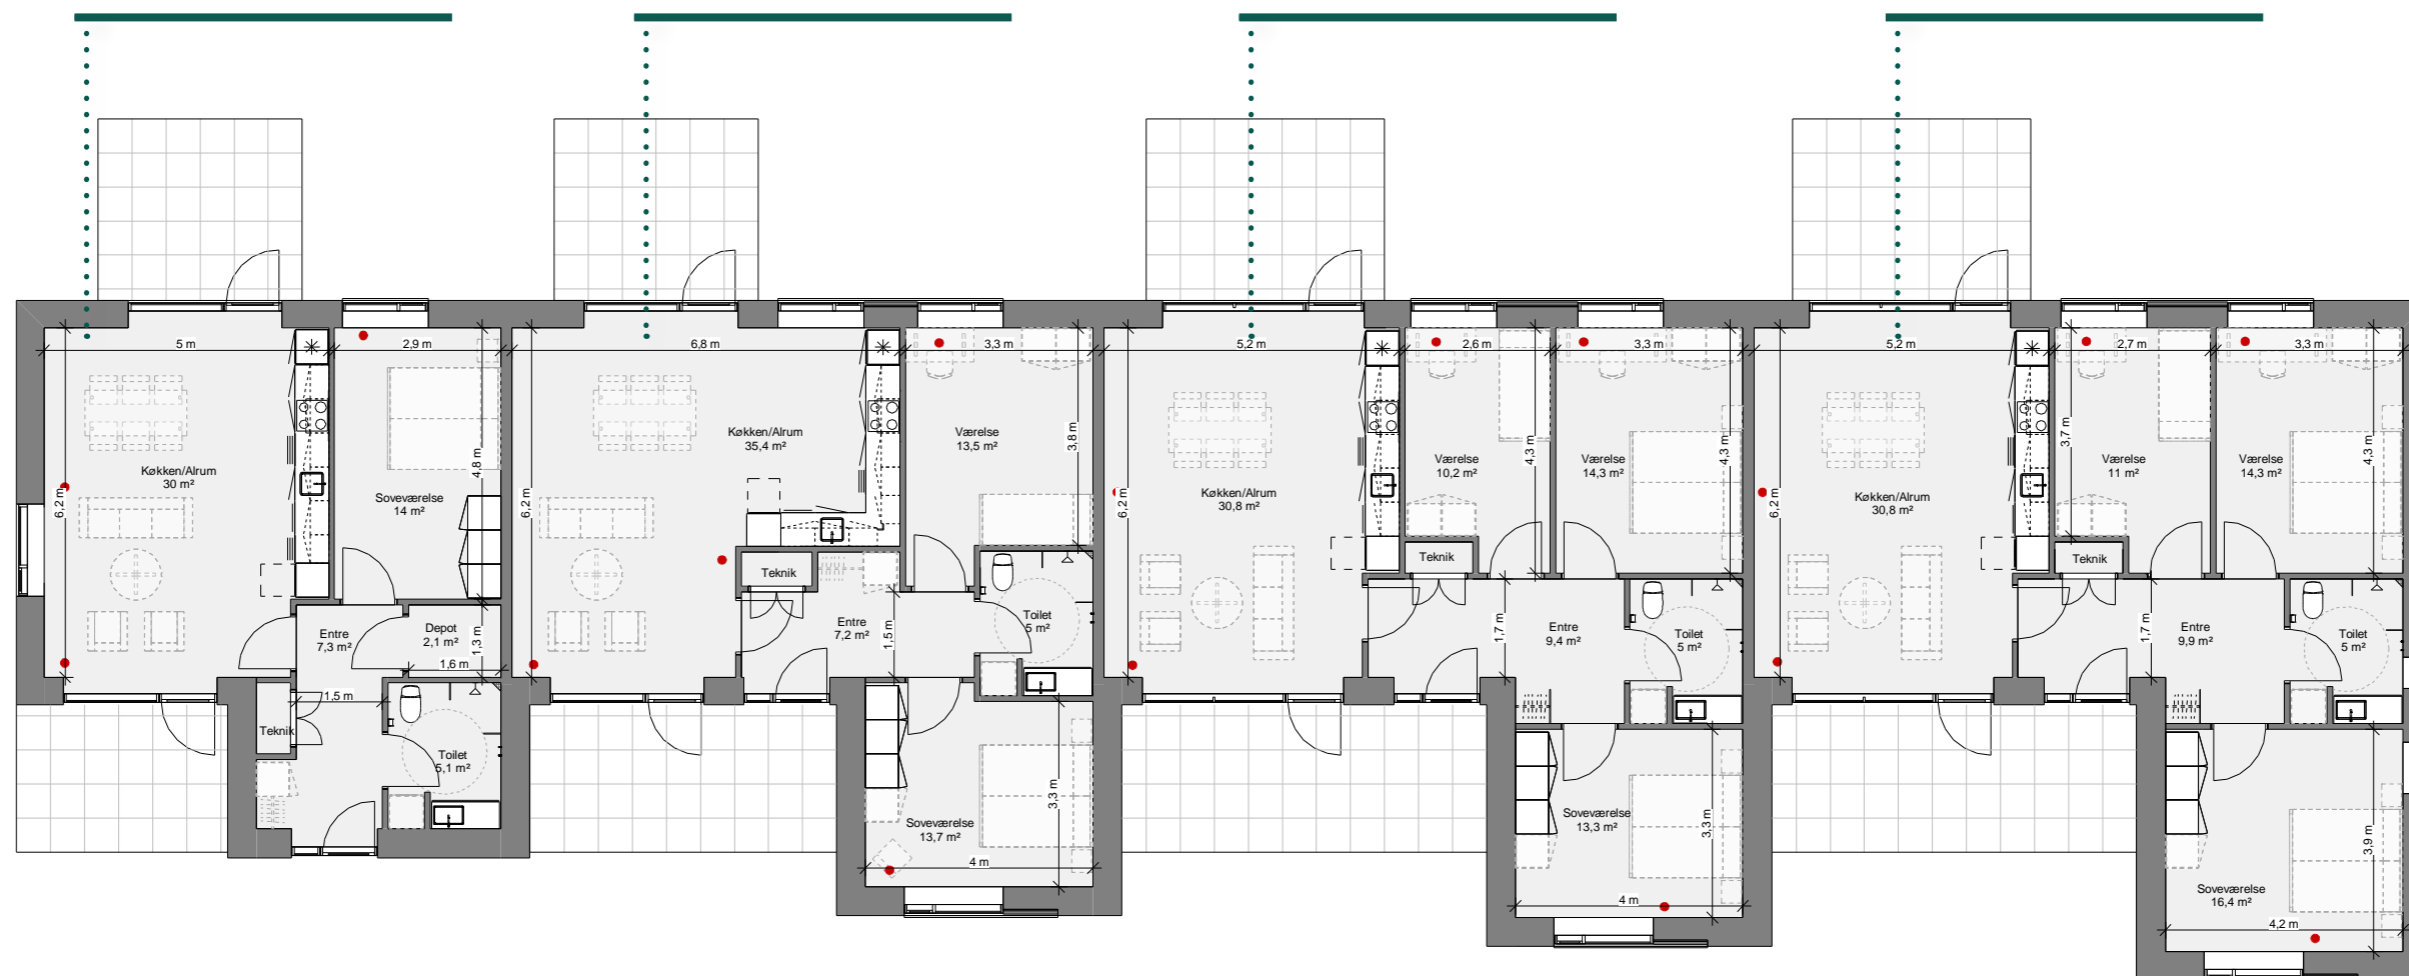 5 m
2,9 m
6,2 m
4,8 m
Køkken/Alrum
30 m²
Soveværelse
14 m²
Entre
7,3 m²
Depot
2,1 m²
1,3 m
1,6 m
1,5 m
Teknik
Toilet
5,1 m²
6,8 m
3,3 m
6,2 m
3,8 m
Køkken/Alrum
35,4 m²
Værelse
13,5 m²
Teknik
Entre
7,2 m²
1,5 m
Toilet
5 m²
Soveværelse
13,7 m²
3,3 m
4 m
5,2 m
2,6 m
3,3 m
6,2 m
4,3 m
4,3 m
Køkken/Alrum
30,8 m²
Værelse
10,2 m²
Værelse
14,3 m²
Teknik
Entre
9,4 m²
1,7 m
Toilet
5 m²
Soveværelse
13,3 m²
3,3 m
4 m
5,2 m
2,7 m
3,3 m
6,2 m
3,7 m
4,3 m
Køkken/Alrum
30,8 m²
Værelse
11 m²
Værelse
14,3 m²
Teknik
Entre
9,9 m²
1,7 m
Toilet
5 m²
Soveværelse
16,4 m²
3,9 m
4,2 m